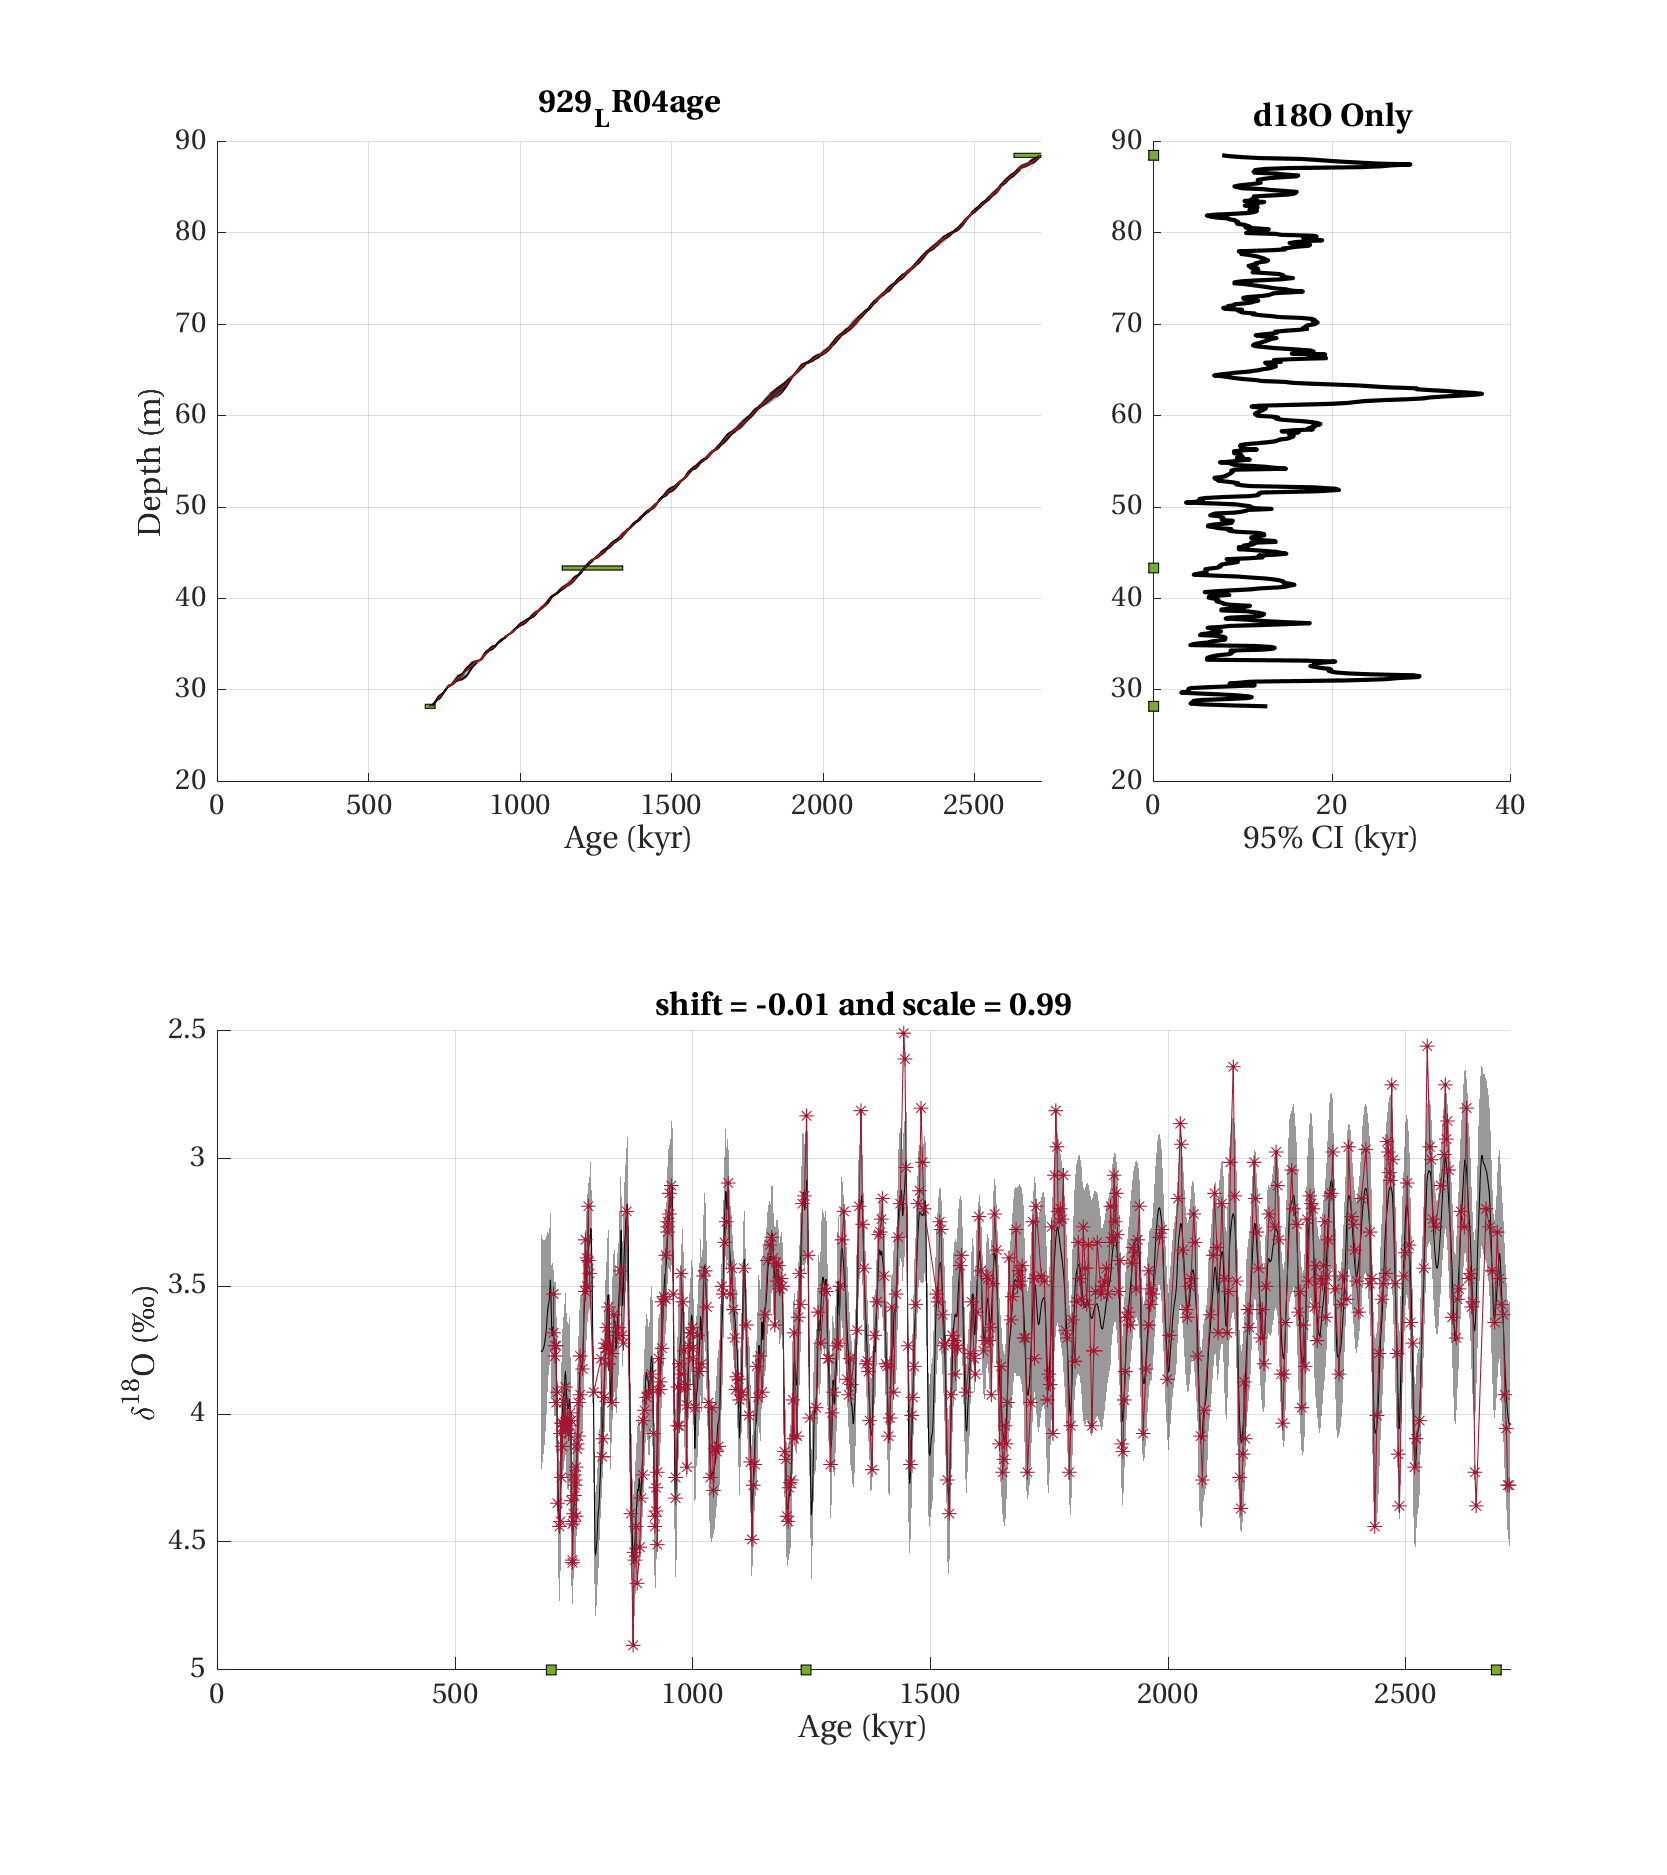 929LR04age
d18O Only
90
80
70
60
50
40
30
20
Depth (m)
0 500 1000 1500 2000 2500
Age (kyr)
90
80
70
60
50
40
30
20
0 20 40
95% CI (kyr)
shift = -0.01 and scale = 0.99
2.5
3
3.5
4
4.5
5
δ18O (‰)
0 500 1000 1500 2000 2500
Age (kyr)